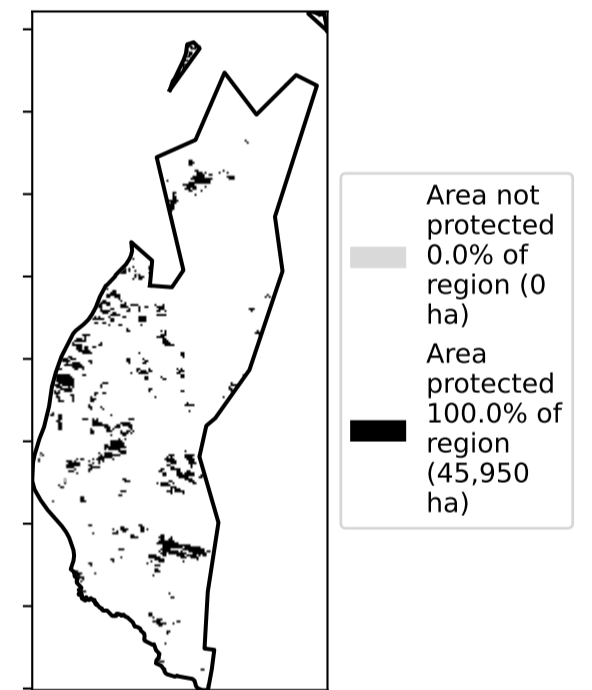 Area not
protected
0.0% of
region (0
ha)
Area
protected
100.0% of
region
(45,950
ha)